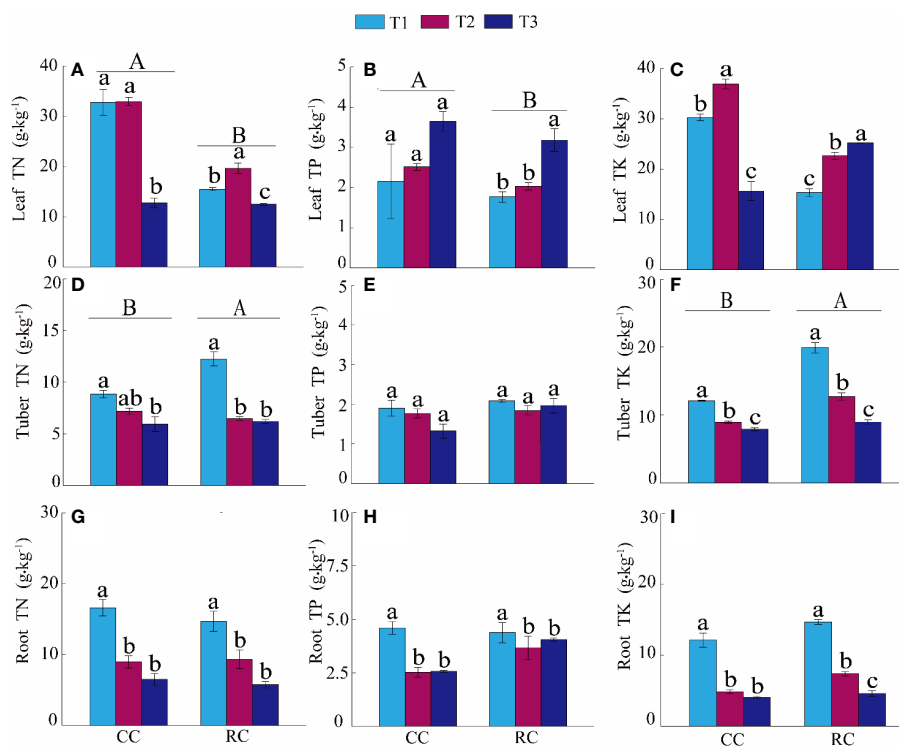 T1 T2 T3
A
Leaf TN (g·kg⁻¹)
40
30
20
10
0
A
a a b
B
b a c
B
Leaf TP (g·kg⁻¹)
5
4
3
2
1
0
A
a a a
B
b b a
C
Leaf TK (g·kg⁻¹)
40
30
20
10
0
b a c
c b a
D
Tuber TN (g·kg⁻¹)
20
15
10
5
0
B
a ab b
A
a b b
E
Tuber TP (g·kg⁻¹)
5
4
3
2
1
0
a a a
a a a
F
Tuber TK (g·kg⁻¹)
30
20
10
0
B
a b c
A
a b c
G
Root TN (g·kg⁻¹)
30
20
10
0
a b b
a b b
CC RC
H
Root TP (g·kg⁻¹)
10
7.5
5.0
2.5
0
a b b
a b b
CC RC
I
Root TK (g·kg⁻¹)
30
20
10
0
a b b
a b c
CC RC